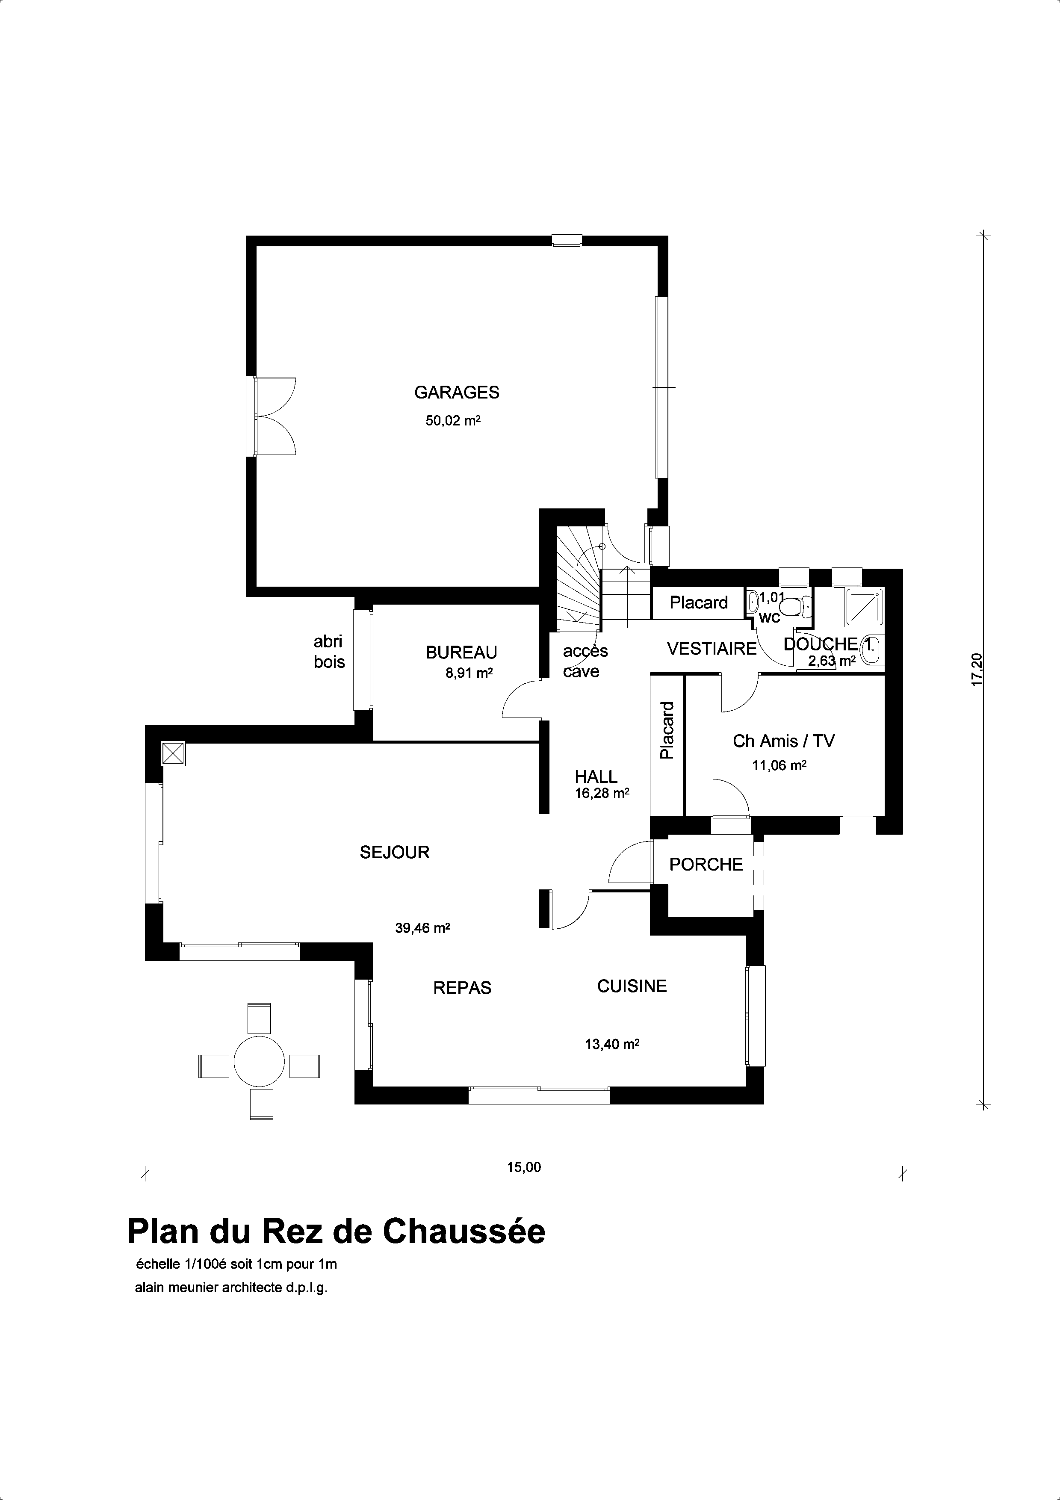 GARAGES
50,02 m²
Placard
1,01
WC
abri
bois
BUREAU
8,91 m²
accès
cave
VESTIAIRE
DOUCHE 1.
2,63 m²
17,20
Placard
Ch Amis / TV
11,06 m²
HALL
16,28 m²
SEJOUR
PORCHE
39,46 m²
REPAS
CUISINE
13,40 m²
15,00
Plan du Rez de Chaussée
échelle 1/100é soit 1cm pour 1m
alain meunier architecte d.p.l.g.